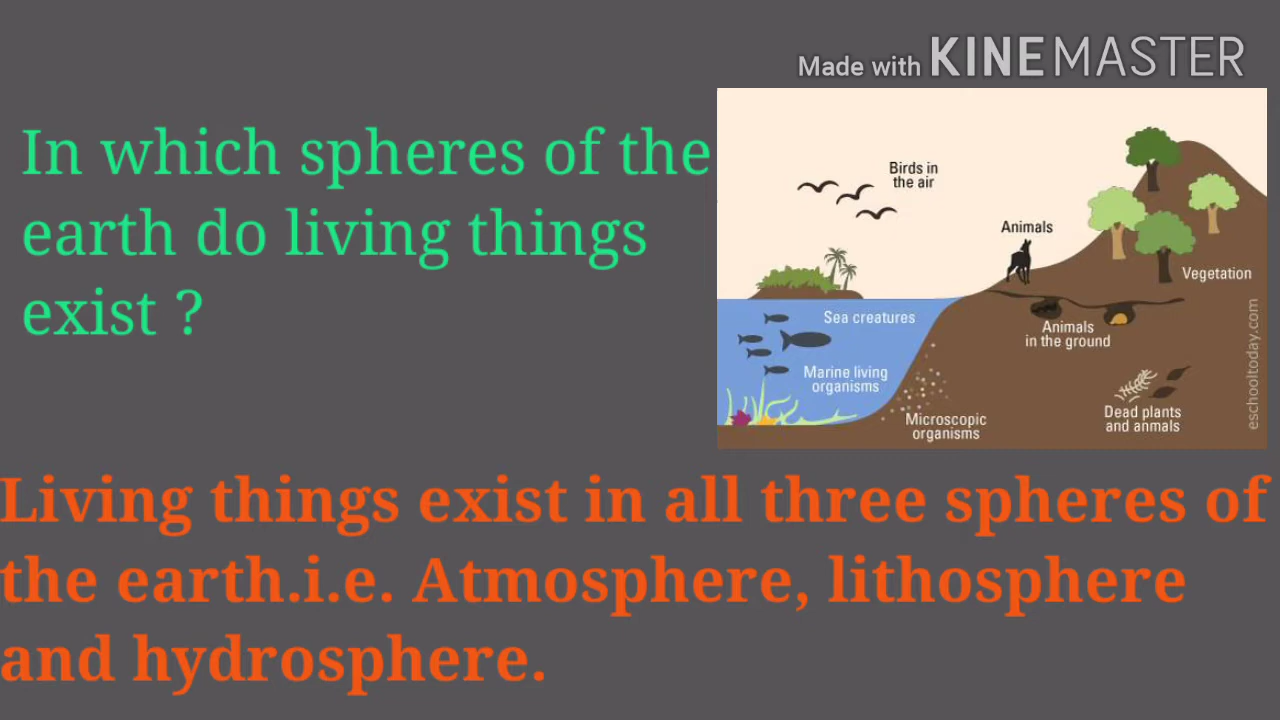 Made with KINEMASTER
In which spheres of the
earth do living things
exist ?
Birds in
the air
Animals
Vegetation
Sea creatures
Animals
in the ground
Marine living
organisms
Microscopic
organisms
Dead plants
and anmals
eschooltoday.com
Living things exist in all three spheres of
the earth.i.e. Atmosphere, lithosphere
and hydrosphere.